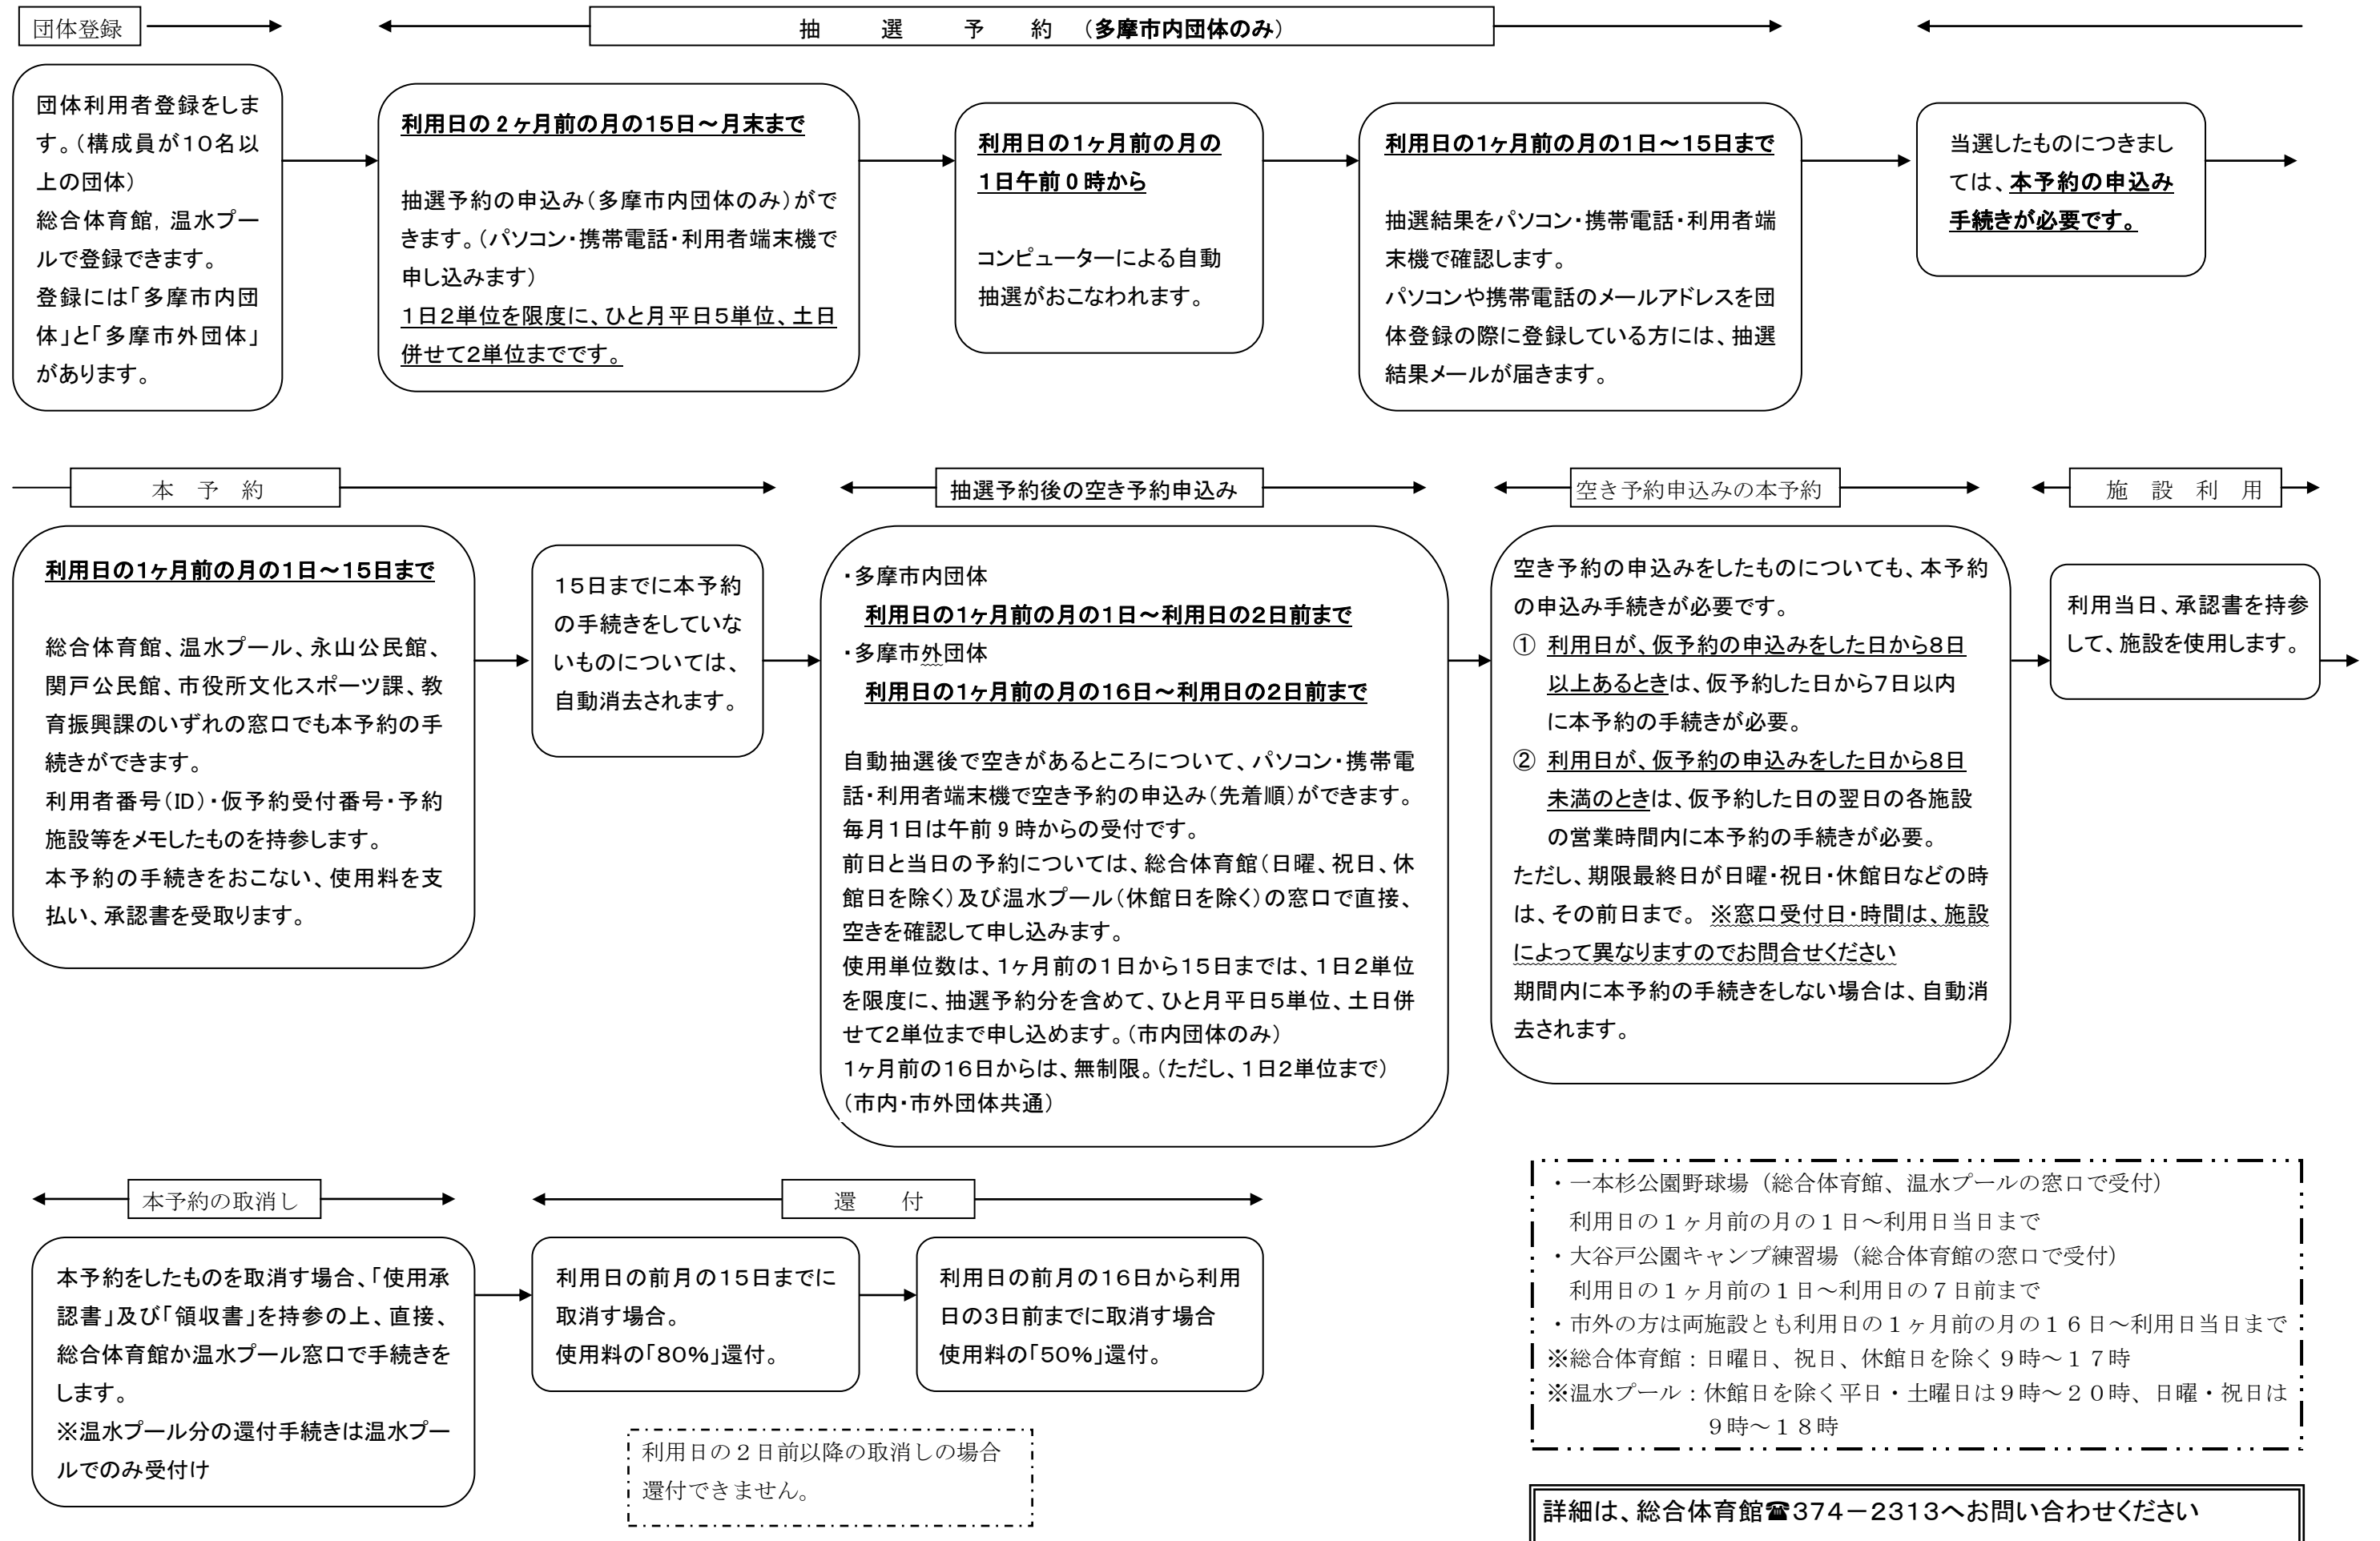 団体登録
抽　選　予　約　（多摩市内団体のみ）
団体利用者登録をしま
す。（構成員が10名以
上の団体）
総合体育館，温水プー
ルで登録できます。
登録には「多摩市内団
体」と「多摩市外団体」
があります。
利用日の２ヶ月前の月の15日～月末まで
抽選予約の申込み（多摩市内団体のみ）がで
きます。（パソコン・携帯電話・利用者端末機で
申し込みます）
1日2単位を限度に、ひと月平日5単位、土日
併せて2単位までです。
利用日の1ヶ月前の月の
1日午前０時から
コンピューターによる自動
抽選がおこなわれます。
利用日の1ヶ月前の月の1日～15日まで
抽選結果をパソコン・携帯電話・利用者端
末機で確認します。
パソコンや携帯電話のメールアドレスを団
体登録の際に登録している方には、抽選
結果メールが届きます。
当選したものにつきまし
ては、本予約の申込み
手続きが必要です。
本　予　約
利用日の1ヶ月前の月の1日～15日まで
総合体育館、温水プール、永山公民館、
関戸公民館、市役所文化スポーツ課、教
育振興課のいずれの窓口でも本予約の手
続きができます。
利用者番号（ID）・仮予約受付番号・予約
施設等をメモしたものを持参します。
本予約の手続きをおこない、使用料を支
払い、承認書を受取ります。
15日までに本予約
の手続きをしていな
いものについては、
自動消去されます。
抽選予約後の空き予約申込み
・多摩市内団体
利用日の1ヶ月前の月の1日～利用日の2日前まで
・多摩市外団体
利用日の1ヶ月前の月の16日～利用日の2日前まで
自動抽選後で空きがあるところについて、パソコン・携帯電
話・利用者端末機で空き予約の申込み（先着順）ができます。
毎月1日は午前９時からの受付です。
前日と当日の予約については、総合体育館（日曜、祝日、休
館日を除く）及び温水プール（休館日を除く）の窓口で直接、
空きを確認して申し込みます。
使用単位数は、1ヶ月前の1日から15日までは、1日2単位
を限度に、抽選予約分を含めて、ひと月平日5単位、土日併
せて2単位まで申し込めます。（市内団体のみ）
1ヶ月前の16日からは、無制限。（ただし、1日2単位まで）
（市内・市外団体共通）
空き予約申込みの本予約
空き予約の申込みをしたものについても、本予約
の申込み手続きが必要です。
① 利用日が、仮予約の申込みをした日から8日
以上あるときは、仮予約した日から7日以内
に本予約の手続きが必要。
② 利用日が、仮予約の申込みをした日から8日
未満のときは、仮予約した日の翌日の各施設
の営業時間内に本予約の手続きが必要。
ただし、期限最終日が日曜・祝日・休館日などの時
は、その前日まで。 ※窓口受付日・時間は、施設
によって異なりますのでお問合せください
期間内に本予約の手続きをしない場合は、自動消
去されます。
施　設　利　用
利用当日、承認書を持参
して、施設を使用します。
本予約の取消し
本予約をしたものを取消す場合、「使用承
認書」及び「領収書」を持参の上、直接、
総合体育館か温水プール窓口で手続きを
します。
※温水プール分の還付手続きは温水プー
ルでのみ受付け
還　付
利用日の前月の15日までに
取消す場合。
使用料の「80％」還付。
利用日の前月の16日から利用
日の3日前までに取消す場合
使用料の「50％」還付。
利用日の２日前以降の取消しの場合
還付できません。
・一本杉公園野球場（総合体育館、温水プールの窓口で受付）
利用日の１ヶ月前の月の１日～利用日当日まで
・大谷戸公園キャンプ練習場（総合体育館の窓口で受付）
利用日の１ヶ月前の１日～利用日の７日前まで
・市外の方は両施設とも利用日の１ヶ月前の月の１６日～利用日当日まで
※総合体育館：日曜日、祝日、休館日を除く９時～１７時
※温水プール：休館日を除く平日・土曜日は９時～２０時、日曜・祝日は
９時～１８時
詳細は、総合体育館☎374－2313へお問い合わせください